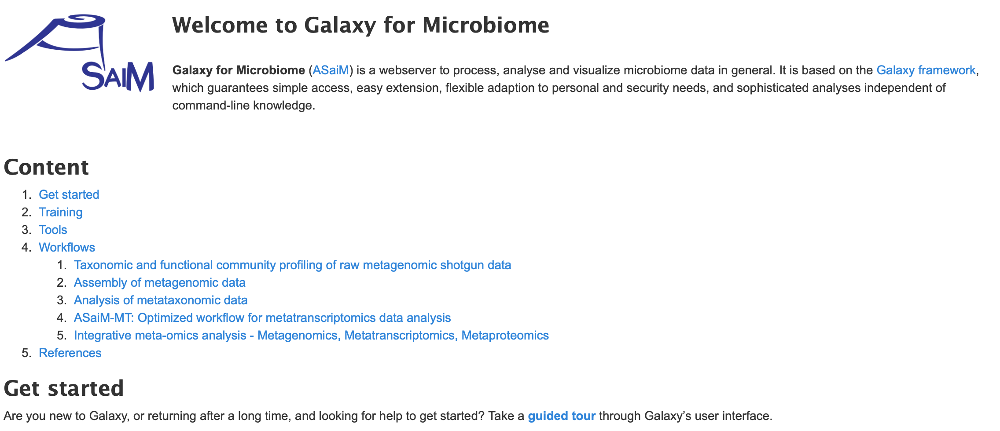 ASAIM
Welcome to Galaxy for Microbiome
Galaxy for Microbiome (ASaiM) is a webserver to process, analyse and visualize microbiome data in general. It is based on the Galaxy framework,
which guarantees simple access, easy extension, flexible adaption to personal and security needs, and sophisticated analyses independent of
command-line knowledge.
Content
1. Get started
2. Training
3. Tools
4. Workflows
1. Taxonomic and functional community profiling of raw metagenomic shotgun data
2. Assembly of metagenomic data
3. Analysis of metataxonomic data
4. ASaiM-MT: Optimized workflow for metatranscriptomics data analysis
5. Integrative meta-omics analysis - Metagenomics, Metatranscriptomics, Metaproteomics
5. References
Get started
Are you new to Galaxy, or returning after a long time, and looking for help to get started? Take a guided tour through Galaxy’s user interface.